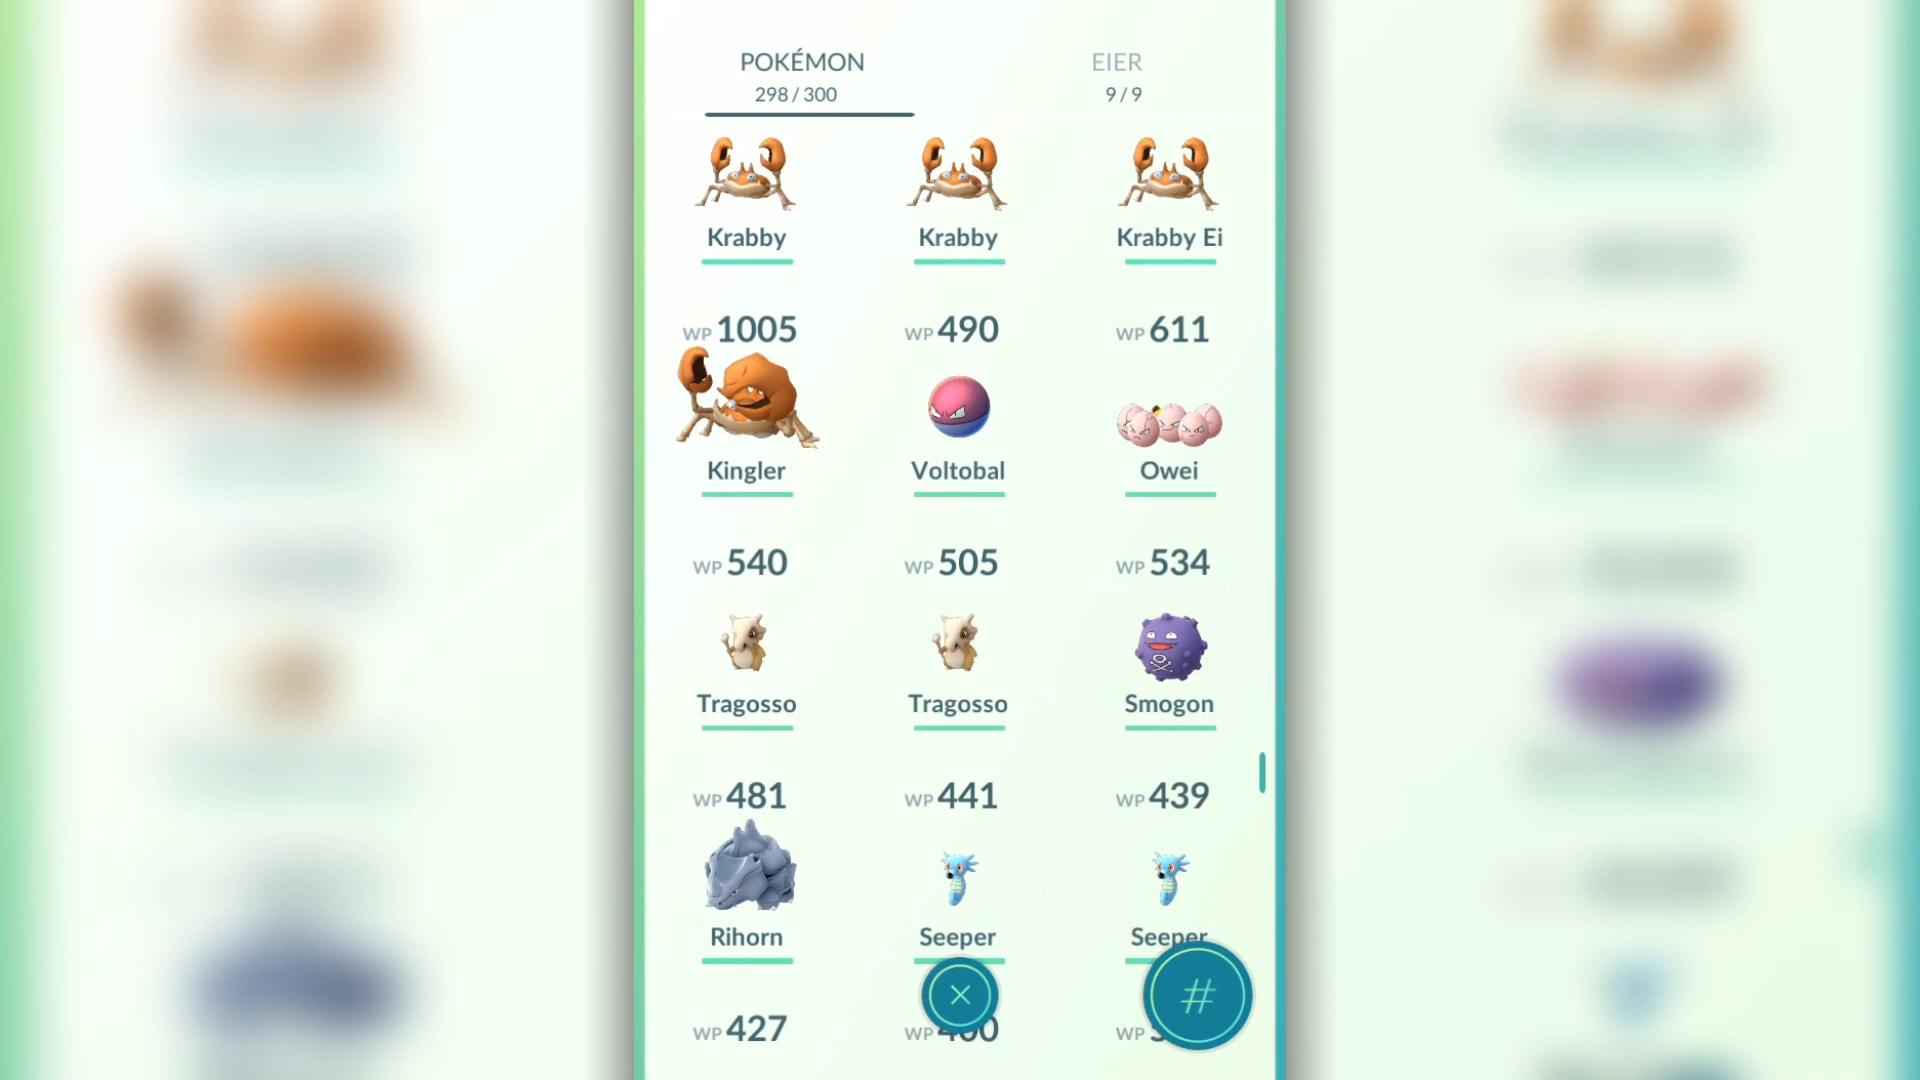 POKÉMON EIER
298 / 300 9 / 9
Krabby Krabby Krabby Ei
WP 1005 WP 490 WP 611
Kingler Voltobal Owei
WP 540 WP 505 WP 534
Tragosso Tragosso Smogon
WP 481 WP 441 WP 439
Rihorn Seeper Seeper
#
WP 427 WP WP